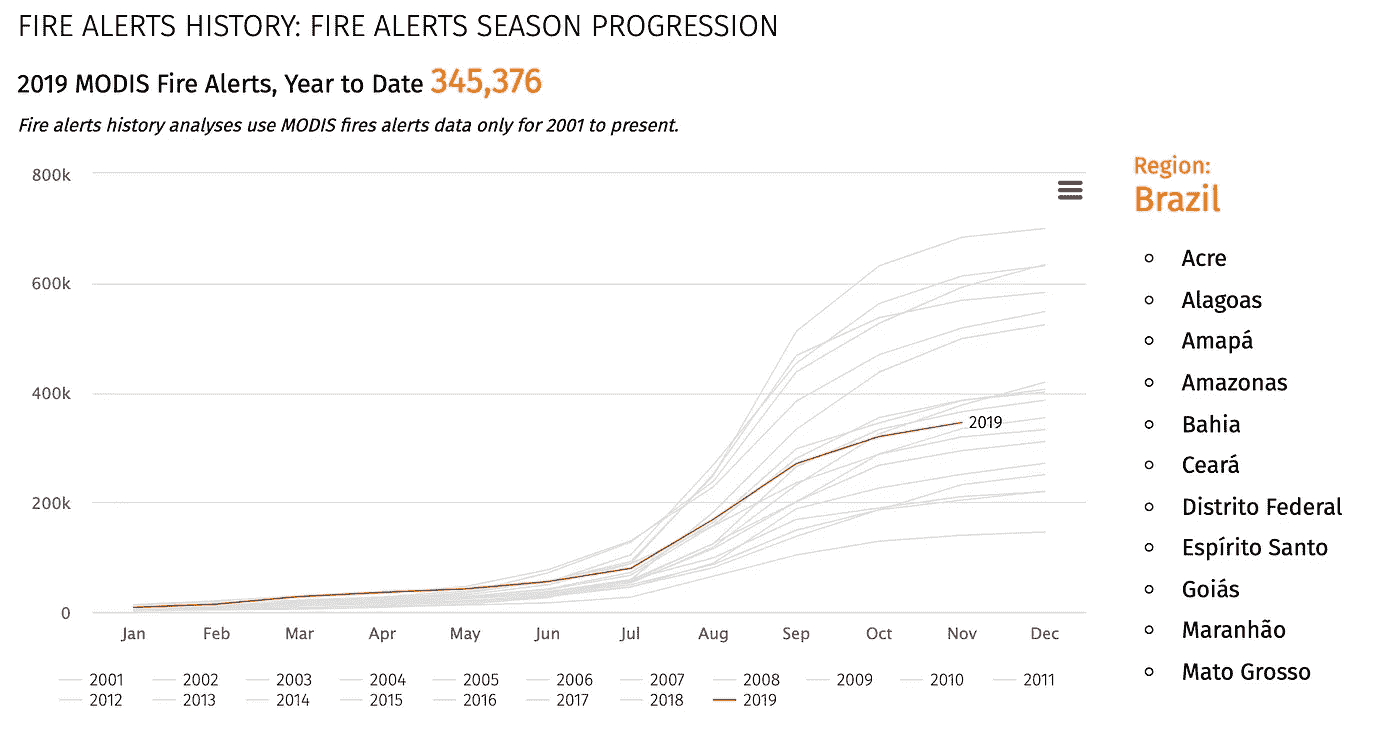 FIRE ALERTS HISTORY: FIRE ALERTS SEASON PROGRESSION
2019 MODIS Fire Alerts, Year to Date 345,376
Fire alerts history analyses use MODIS fires alerts data only for 2001 to present.
800k
600k
400k
200k
0
2019
Jan Feb Mar Apr May Jun Jul Aug Sep Oct Nov Dec
2001 2002 2003 2004 2005 2006 2007 2008 2009 2010 2011
2012 2013 2014 2015 2016 2017 2018 2019
Region:
Brazil
Acre
Alagoas
Amapá
Amazonas
Bahia
Ceará
Distrito Federal
Espírito Santo
Goiás
Maranhão
Mato Grosso